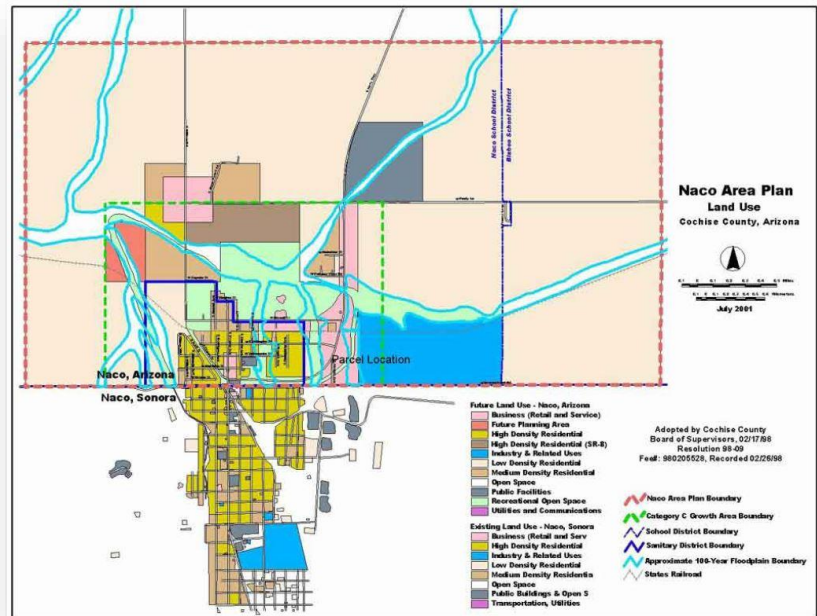 Naco School District
Bisbee School District
Naco Area Plan
Land Use
Cochise County, Arizona
July 2001
Parcel Location
Naco, Arizona
Naco, Sonora
Future Land Use - Naco, Arizona
Business (Retail and Service)
Future Planning Area
High Density Residential
High Density Residential (SR-8)
Industry & Related Uses
Low Density Residential
Medium Density Residential
Open Space
Public Facilities
Recreational Open Space
Utilities and Communications
Existing Land Use - Naco, Sonora
Business (Retail and Serv
High Density Residential
Industry & Related Uses
Low Density Residential
Medium Density Residentia
Open Space
Public Buildings & Open S
Transportation, Utilities
Adopted by Cochise County
Board of Supervisors, 02/17/98
Resolution 98-09
Fee#: 980205528, Recorded 02/26/98
Naco Area Plan Boundary
Category C Growth Area Boundary
School District Boundary
Sanitary District Boundary
Approximate 100-Year Floodplain Boundary
States Railroad